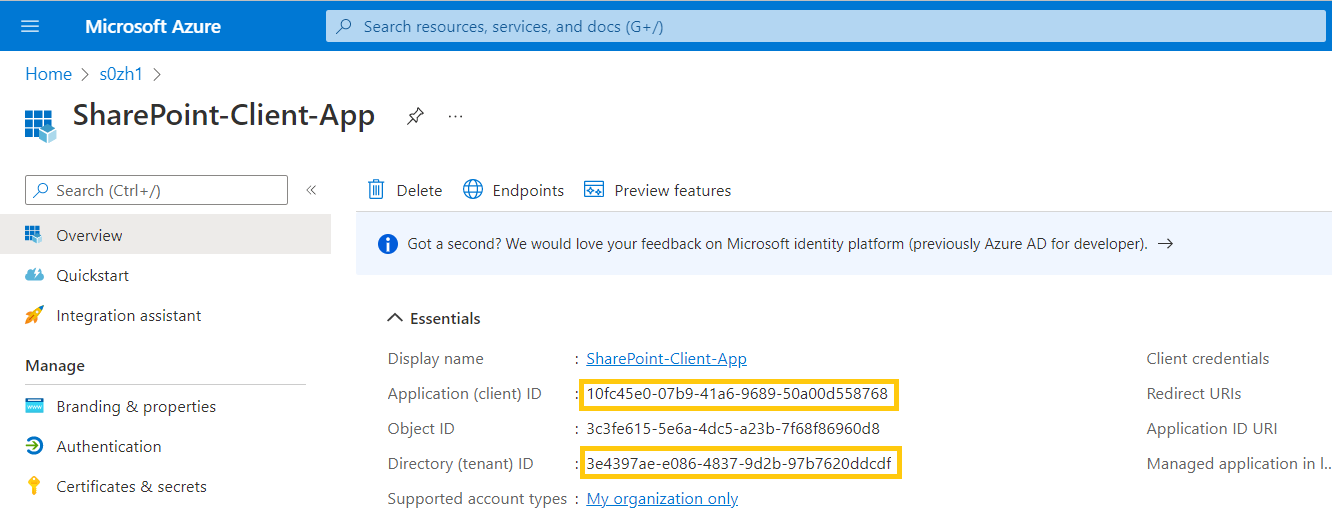 Microsoft Azure
Search resources, services, and docs (G+/)
Home > s0zh1 >
SharePoint-Client-App ...
Search (Ctrl+/) «
Delete Endpoints Preview features
Overview
Got a second? We would love your feedback on Microsoft identity platform (previously Azure AD for developer). →
Quickstart
Integration assistant
Essentials
Manage
Display name : SharePoint-Client-App Client credentials
Application (client) ID : 10fc45e0-07b9-41a6-9689-50a00d558768 Redirect URIs
Branding & properties
Object ID : 3c3fe615-5e6a-4dc5-a23b-7f68f86960d8 Application ID URI
Authentication
Directory (tenant) ID : 3e4397ae-e086-4837-9d2b-97b7620ddcdf Managed application in l...
Certificates & secrets
Supported account types : My organization only